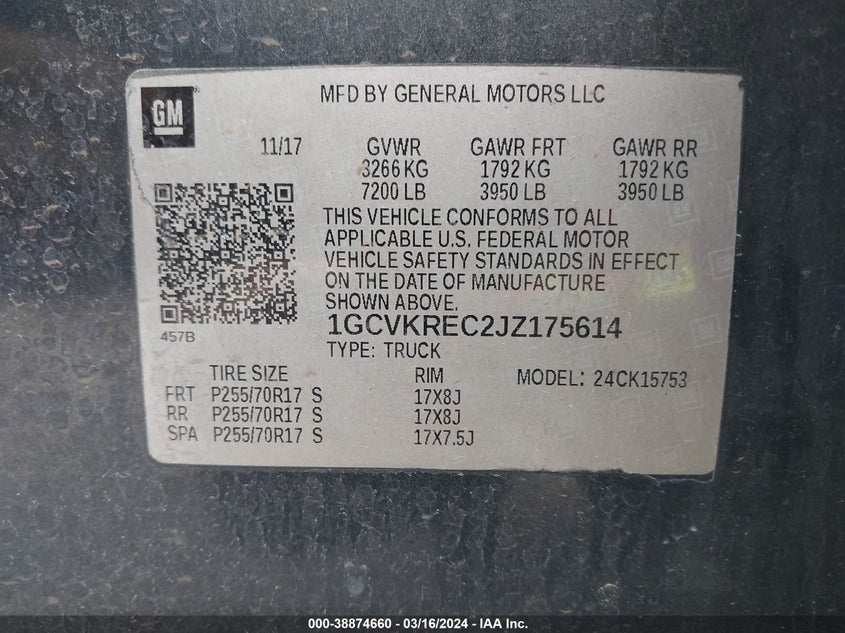 GM
MFD BY GENERAL MOTORS LLC
11/17 GVWR GAWR FRT GAWR RR
3266 KG 1792 KG 1792 KG
7200 LB 3950 LB 3950 LB
THIS VEHICLE CONFORMS TO ALL
APPLICABLE U.S. FEDERAL MOTOR
VEHICLE SAFETY STANDARDS IN EFFECT
ON THE DATE OF MANUFACTURE
SHOWN ABOVE.
457B
1GCVKREC2JZ175614
TYPE: TRUCK
TIRE SIZE RIM MODEL: 24CK15753
FRT P255/70R17 S 17X8J
RR P255/70R17 S 17X8J
SPA P255/70R17 S 17X7.5J
000-38874660 - 03/16/2024 - IAA Inc.